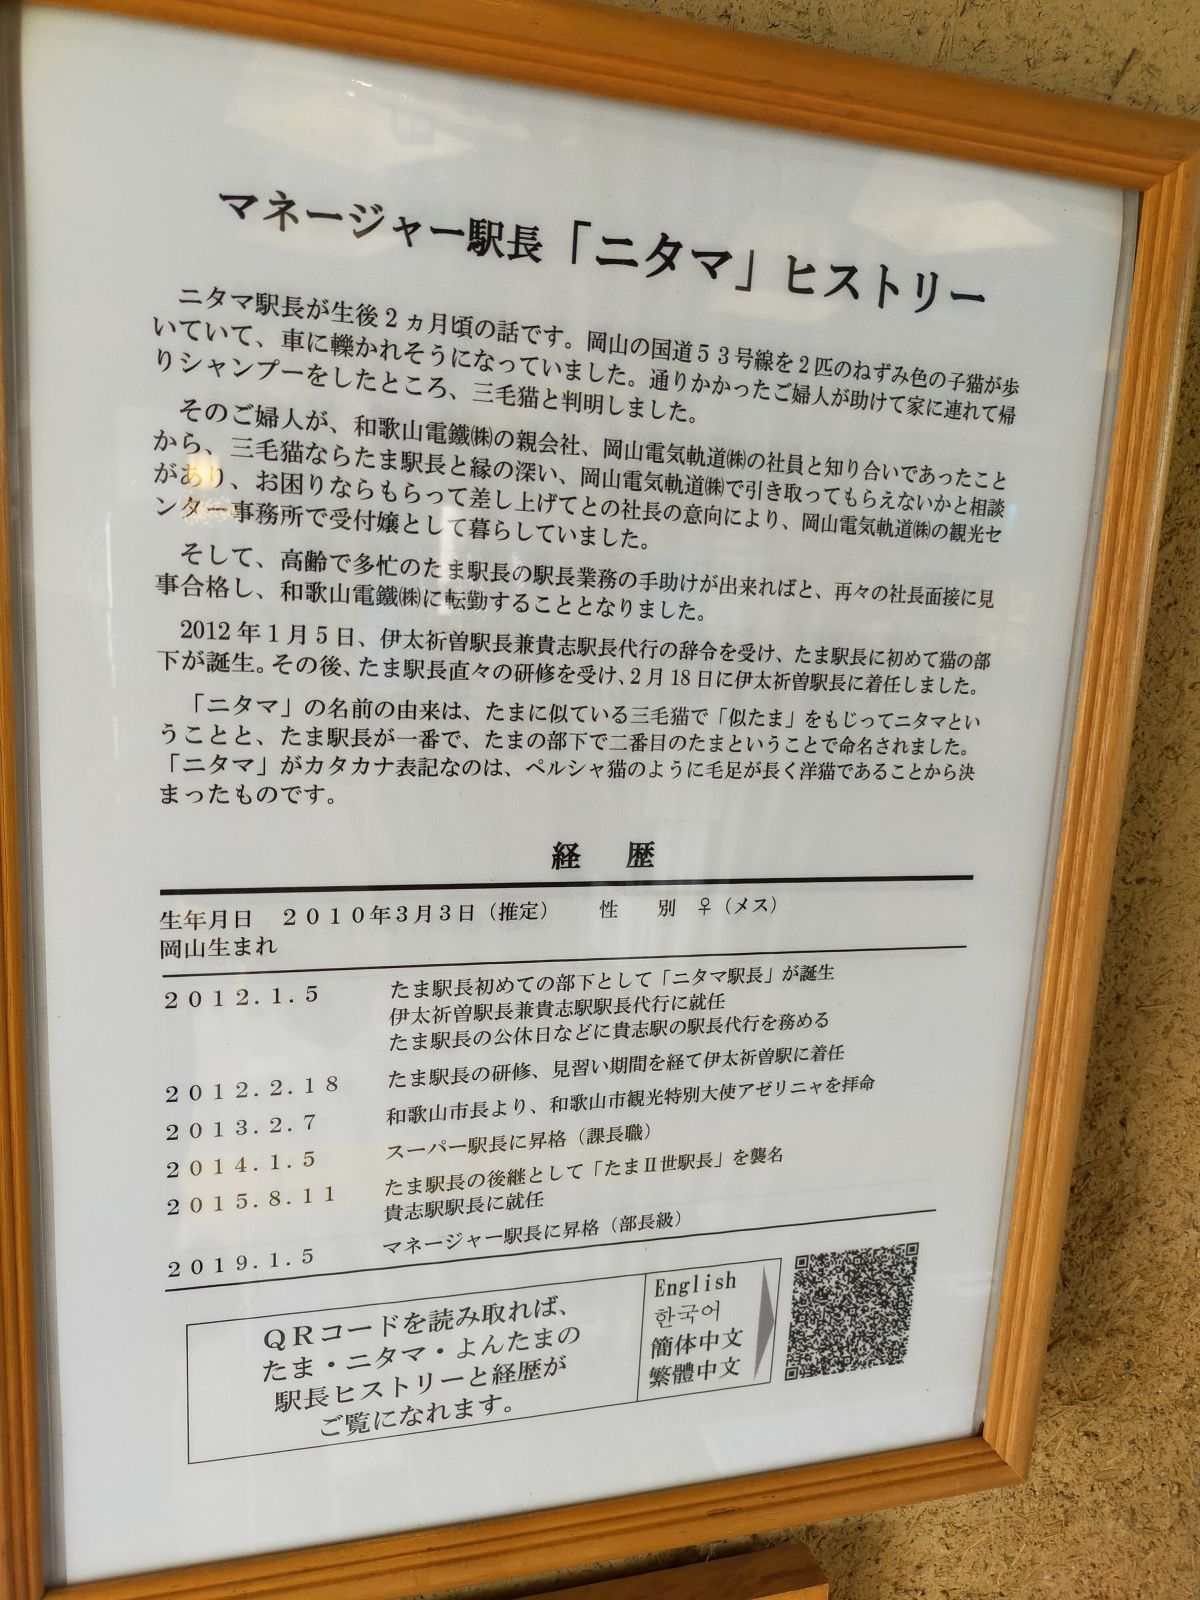 マネージャー駅長「ニタマ」ヒストリー
ニタマ駅長が生後２ヵ月頃の話です。岡山の国道５３号線を２匹のねずみ色の子猫が歩
いていて、車に轢かれそうになっていました。通りかかったご婦人が助けて家に連れて帰
りシャンプーをしたところ、三毛猫と判明しました。
そのご婦人が、和歌山電鐵㈱の親会社、岡山電気軌道㈱の社員と知り合いであったこと
から、三毛猫ならたま駅長と縁の深い、岡山電気軌道㈱で引き取ってもらえないかと相談
があり、お困りならもらって差し上げてとの社長の意向により、岡山電気軌道㈱の観光セ
ンター事務所で受付嬢として暮らしていました。
そして、高齢で多忙のたま駅長の駅長業務の手助けが出来ればと、再々の社長面接に見
事合格し、和歌山電鐵㈱に転勤することとなりました。
2012年１月５日、伊太祈曽駅長兼貴志駅長代行の辞令を受け、たま駅長に初めて猫の部
下が誕生。その後、たま駅長直々の研修を受け、2月18日に伊太祈曽駅長に着任しました。
「ニタマ」の名前の由来は、たまに似ている三毛猫で「似たま」をもじってニタマとい
うことと、たま駅長が一番で、たまの部下で二番目のたまということで命名されました。
「ニタマ」がカタカナ表記なのは、ペルシャ猫のように毛足が長く洋猫であることから決
まったものです。
経　歴
生年月日　２０１０年３月３日（推定）　性　別　♀（メス）
岡山生まれ
２０１２.１.５　たま駅長初めての部下として「ニタマ駅長」が誕生
伊太祈曽駅長兼貴志駅駅長代行に就任
たま駅長の公休日などに貴志駅の駅長代行を務める
２０１２.２.１８　たま駅長の研修、見習い期間を経て伊太祈曽駅に着任
２０１３.２.７　和歌山市長より、和歌山市観光特別大使アゼリニャを拝命
２０１４.１.５　スーパー駅長に昇格（課長職）
２０１５.８.１１　たま駅長の後継として「たまⅡ世駅長」を襲名
貴志駅駅長に就任
２０１９.１.５　マネージャー駅長に昇格（部長級）
ＱＲコードを読み取れば、
たま・ニタマ・よんたまの
駅長ヒストリーと経歴が
ご覧になれます。
English
한국어
簡体中文
繁體中文